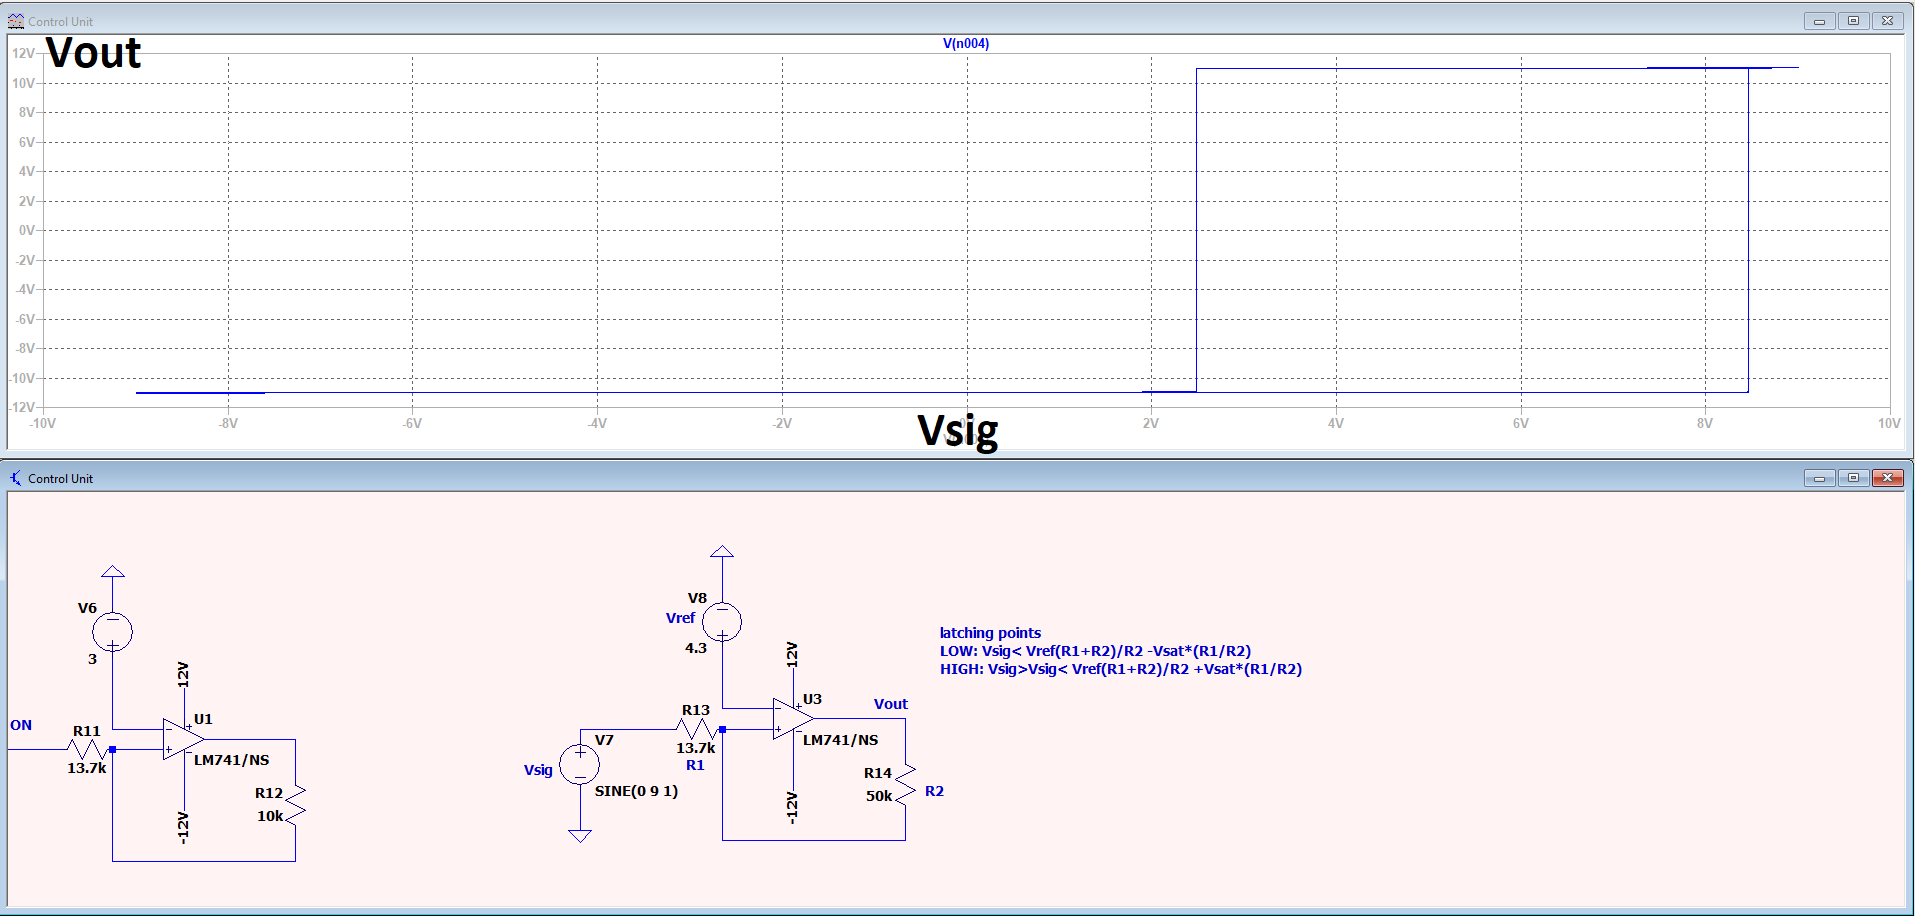 Control Unit
V(n004)
Vout
12V
10V
8V
6V
4V
2V
0V
-2V
-4V
-6V
-8V
-10V
-12V
-10V -8V -6V -4V -2V 2V 4V 6V 8V 10V
Vsig
Control Unit
V6
3
12V
ON
R11
13.7k
U1
LM741/NS
-12V
R12
10k
V8
Vref
4.3
12V
U3
LM741/NS
-12V
R13
13.7k
R1
Vout
V7
Vsig
SINE(0 9 1)
R14
50k
R2
latching points
LOW: Vsig< Vref(R1+R2)/R2 -Vsat*(R1/R2)
HIGH: Vsig>Vsig< Vref(R1+R2)/R2 +Vsat*(R1/R2)